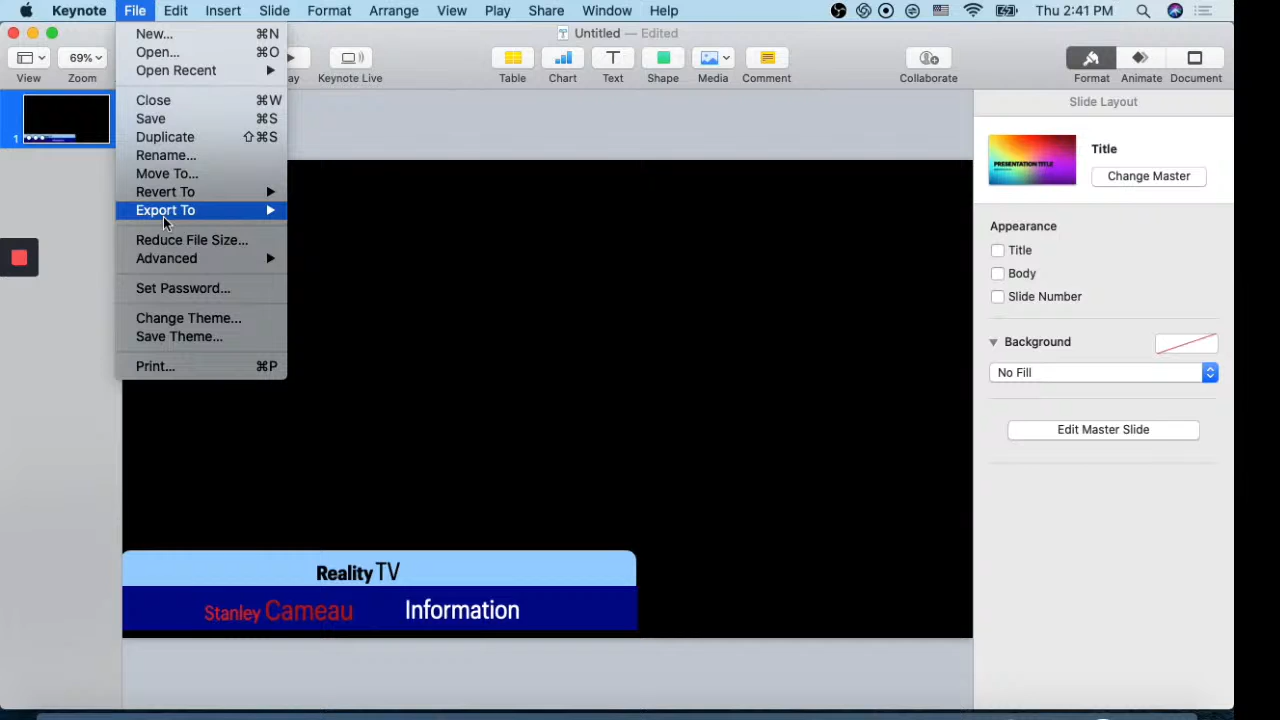 Keynote File Edit Insert Slide Format Arrange View Play Share Window Help Thu 2:41 PM
Untitled — Edited
69%
View Zoom Keynote Live Table Chart Text Shape Media Comment Collaborate Format Animate Document
New... ⌘N
Open... ⌘O
Open Recent
Close ⌘W
Save ⌘S
Duplicate ⇧⌘S
Rename...
Move To...
Revert To
Export To
Reduce File Size...
Advanced
Set Password...
Change Theme...
Save Theme...
Print... ⌘P
1
Slide Layout
PRESENTATION TITLE
Title
Change Master
Appearance
Title
Body
Slide Number
Background
No Fill
Edit Master Slide
Reality TV
Stanley Cameau Information